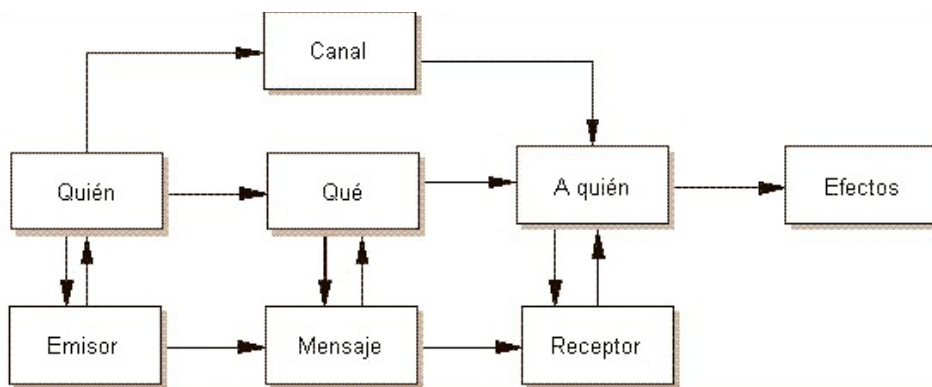 Canal
Quién
Qué
A quién
Efectos
Emisor
Mensaje
Receptor